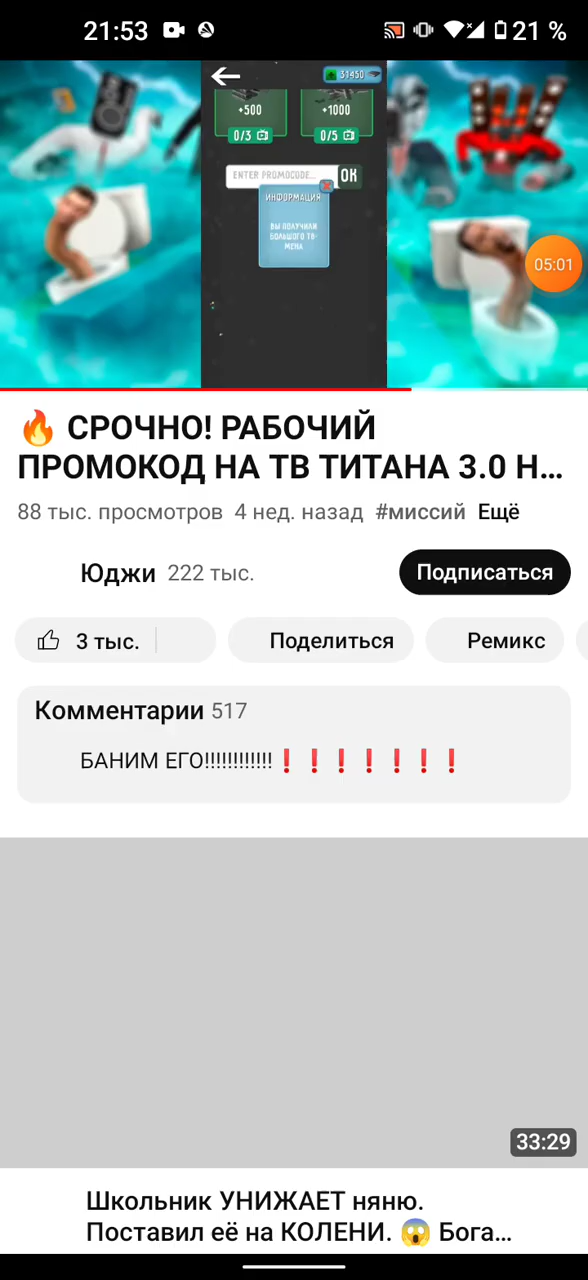 21:53
21 %
31450
+500
+1000
0/3
0/5
ENTER PROMOCODE...
OK
ИНФОРМАЦИЯ
ВЫ ПОЛУЧИЛИ
БОЛЬШОГО ТВ-
МЕНА
05:01
🔥 СРОЧНО! РАБОЧИЙ
ПРОМОКОД НА ТВ ТИТАНА 3.0 Н...
88 тыс. просмотров 4 нед. назад #миссий Ещё
Юджи 222 тыс.
Подписаться
3 тыс.
Поделиться
Ремикс
Комментарии 517
БАНИМ ЕГО!!!!!!!!!!!!❗❗❗❗❗❗❗
33:29
Школьник УНИЖАЕТ няню.
Поставил её на КОЛЕНИ. 😱 Бога...